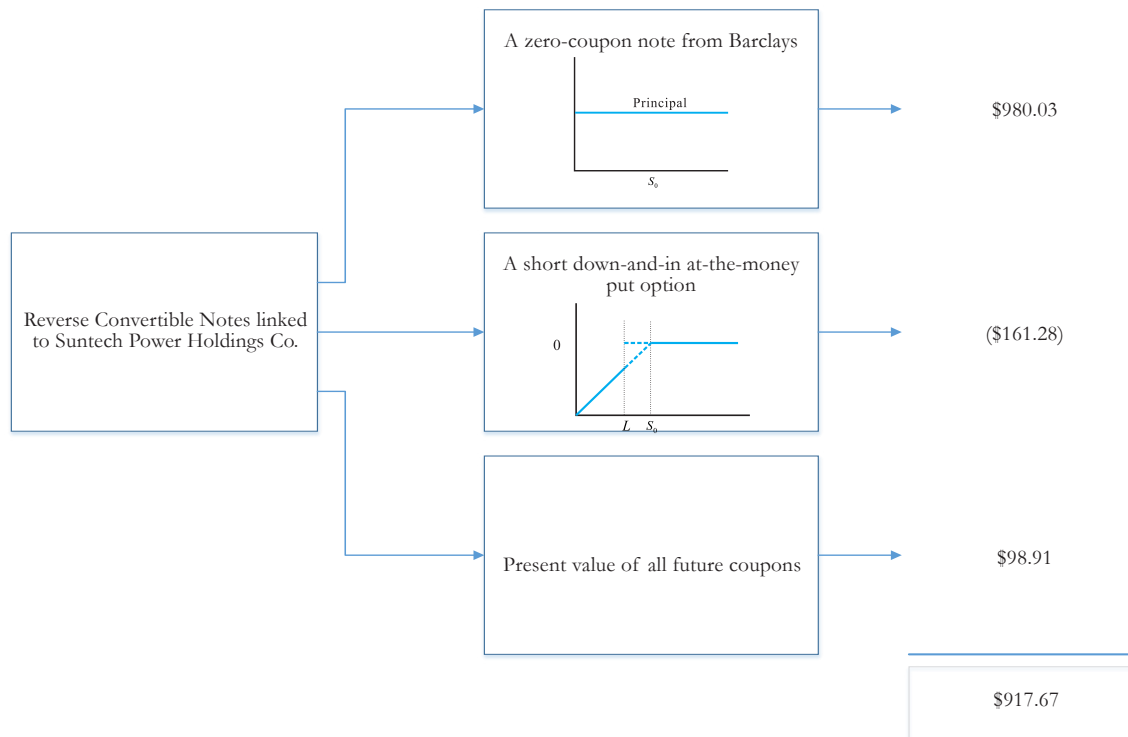 A zero-coupon note from Barclays
Principal
S₀
$980.03
Reverse Convertible Notes linked
to Suntech Power Holdings Co.
A short down-and-in at-the-money
put option
0
L S₀
($161.28)
Present value of all future coupons
$98.91
$917.67